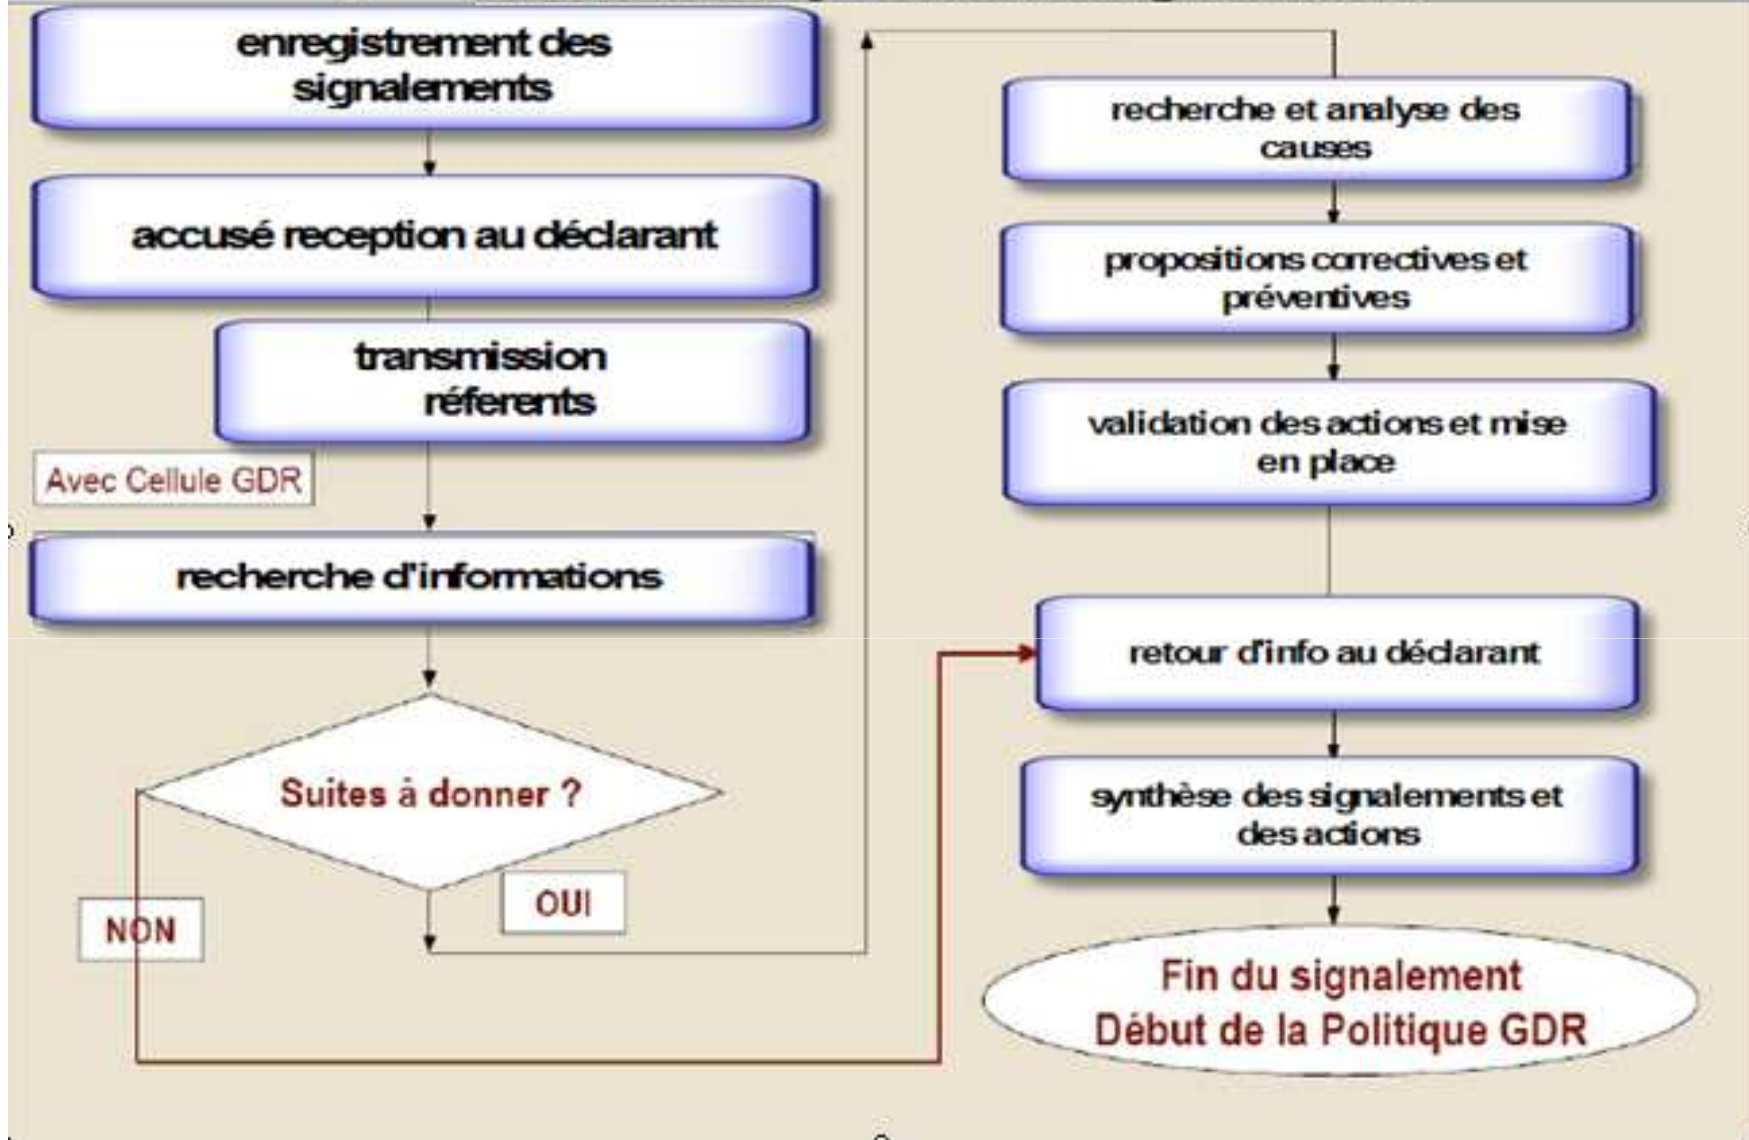 enregistrement des
signalements
accusé reception au déclarant
transmission
réferents
Avec Cellule GDR
recherche d'informations
Suites à donner ?
OUI
NON
recherche et analyse des
causes
propositions correctives et
préventives
validation des actions et mise
en place
retour d'info au déclarant
synthèse des signalements et
des actions
Fin du signalement
Début de la Politique GDR